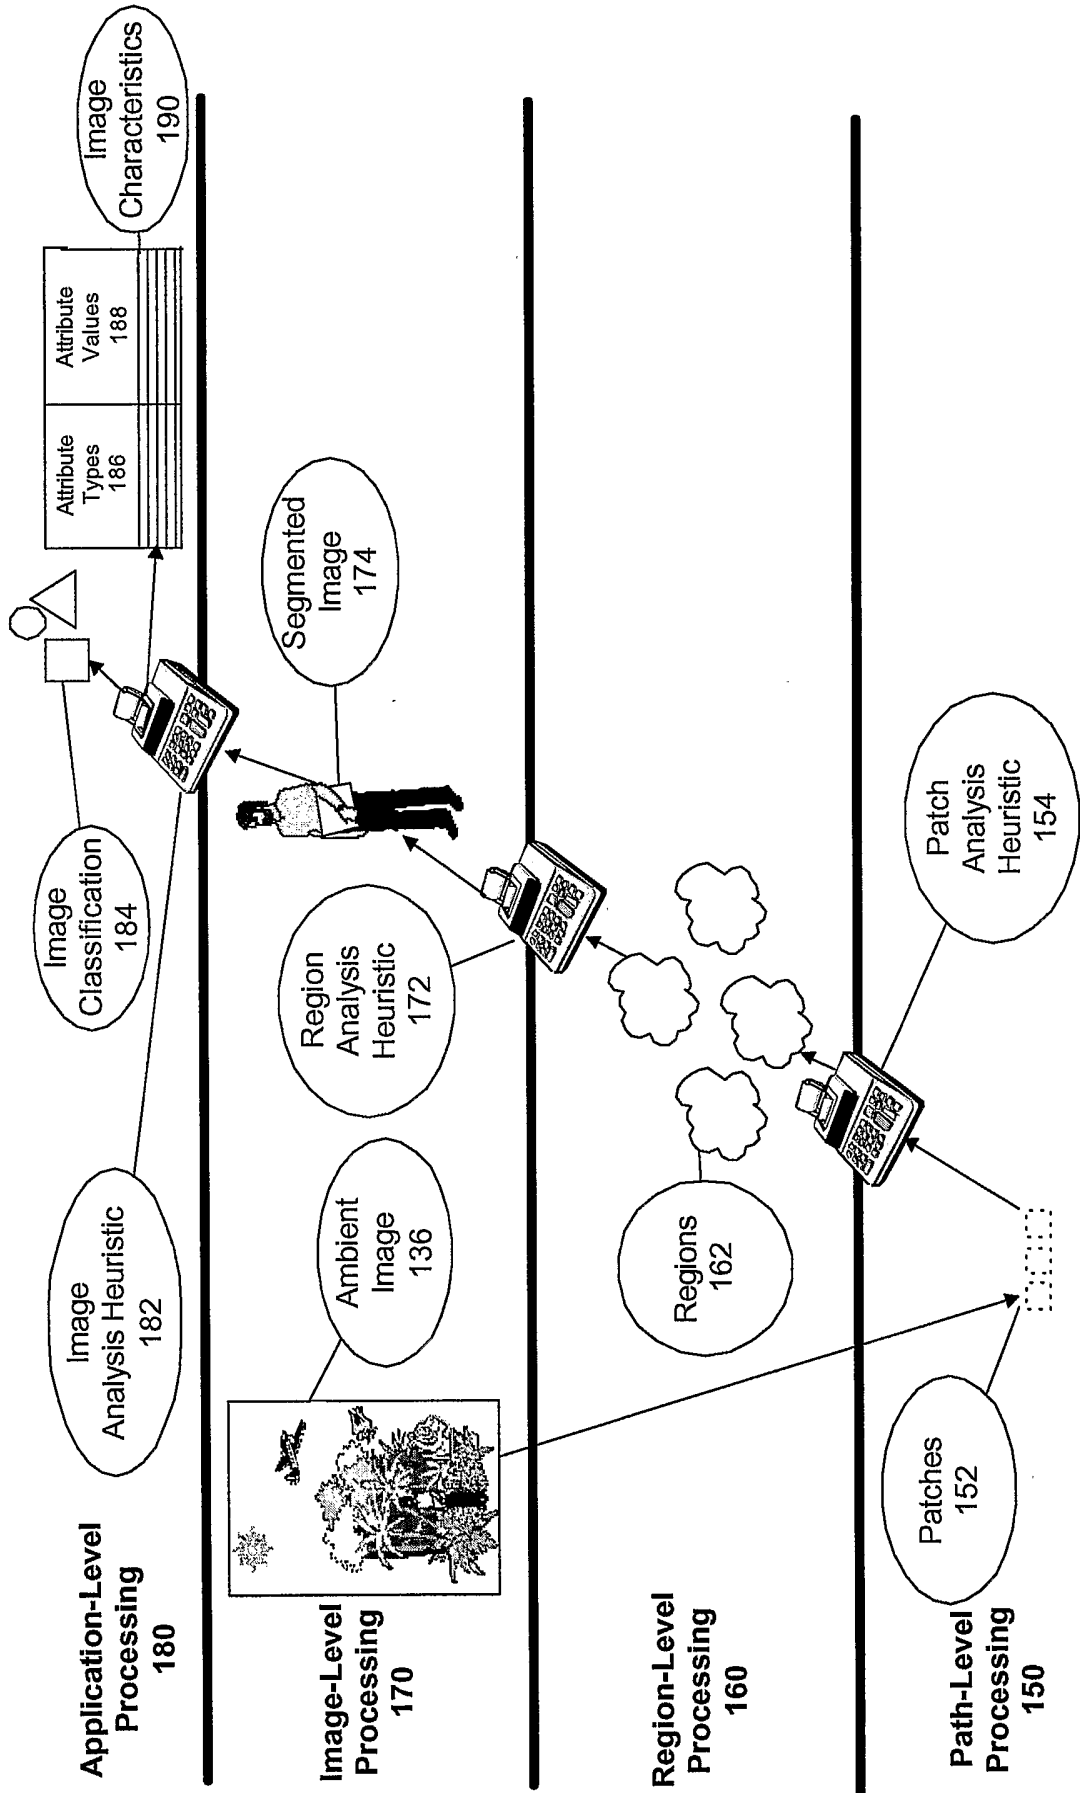 Application-Level
Processing
180
Image
Analysis Heuristic
182
Image
Classification
184
Attribute
Types
186
Attribute
Values
188
Image
Characteristics
190
Image-Level
Processing
170
Ambient
Image
136
Region
Analysis
Heuristic
172
Segmented
Image
174
Region-Level
Processing
160
Regions
162
Path-Level
Processing
150
Patches
152
Patch
Analysis
Heuristic
154